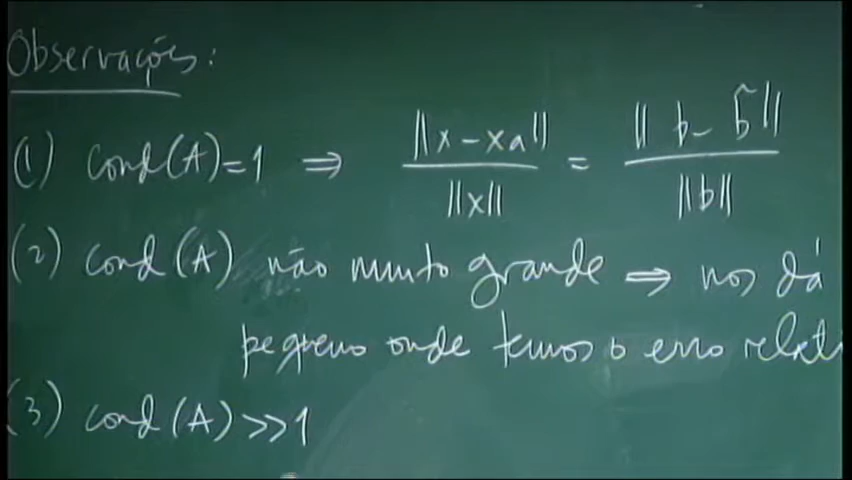 Observações:
(1) cond(A)=1 ⇒ ||x-xa|| / ||x|| = || b- b̃ || / ||b||
(2) cond(A) não muito grande ⇒ nos dá
pequeno onde temos o erro relati
(3) cond(A)>>1